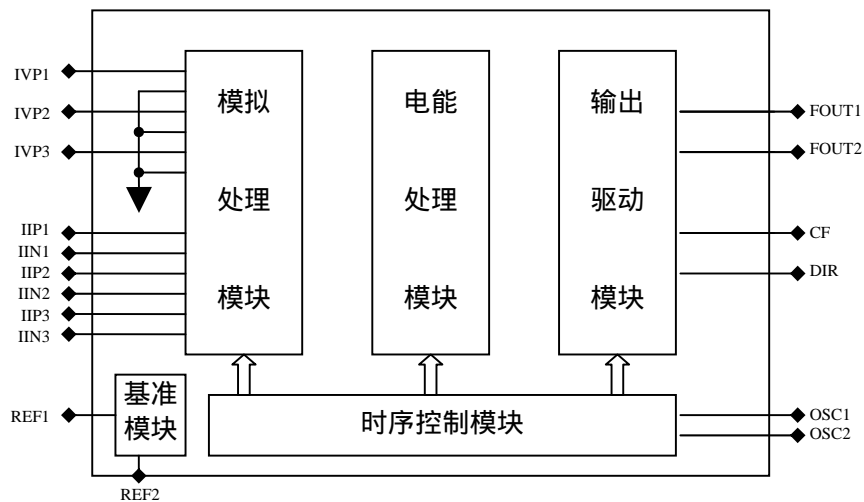 IVP1
IVP2
IVP3
IIP1
IIN1
IIP2
IIN2
IIP3
IIN3
REF1
REF2
模拟
处理
模块
电能
处理
模块
输出
驱动
模块
基准
模块
时序控制模块
FOUT1
FOUT2
CF
DIR
OSC1
OSC2